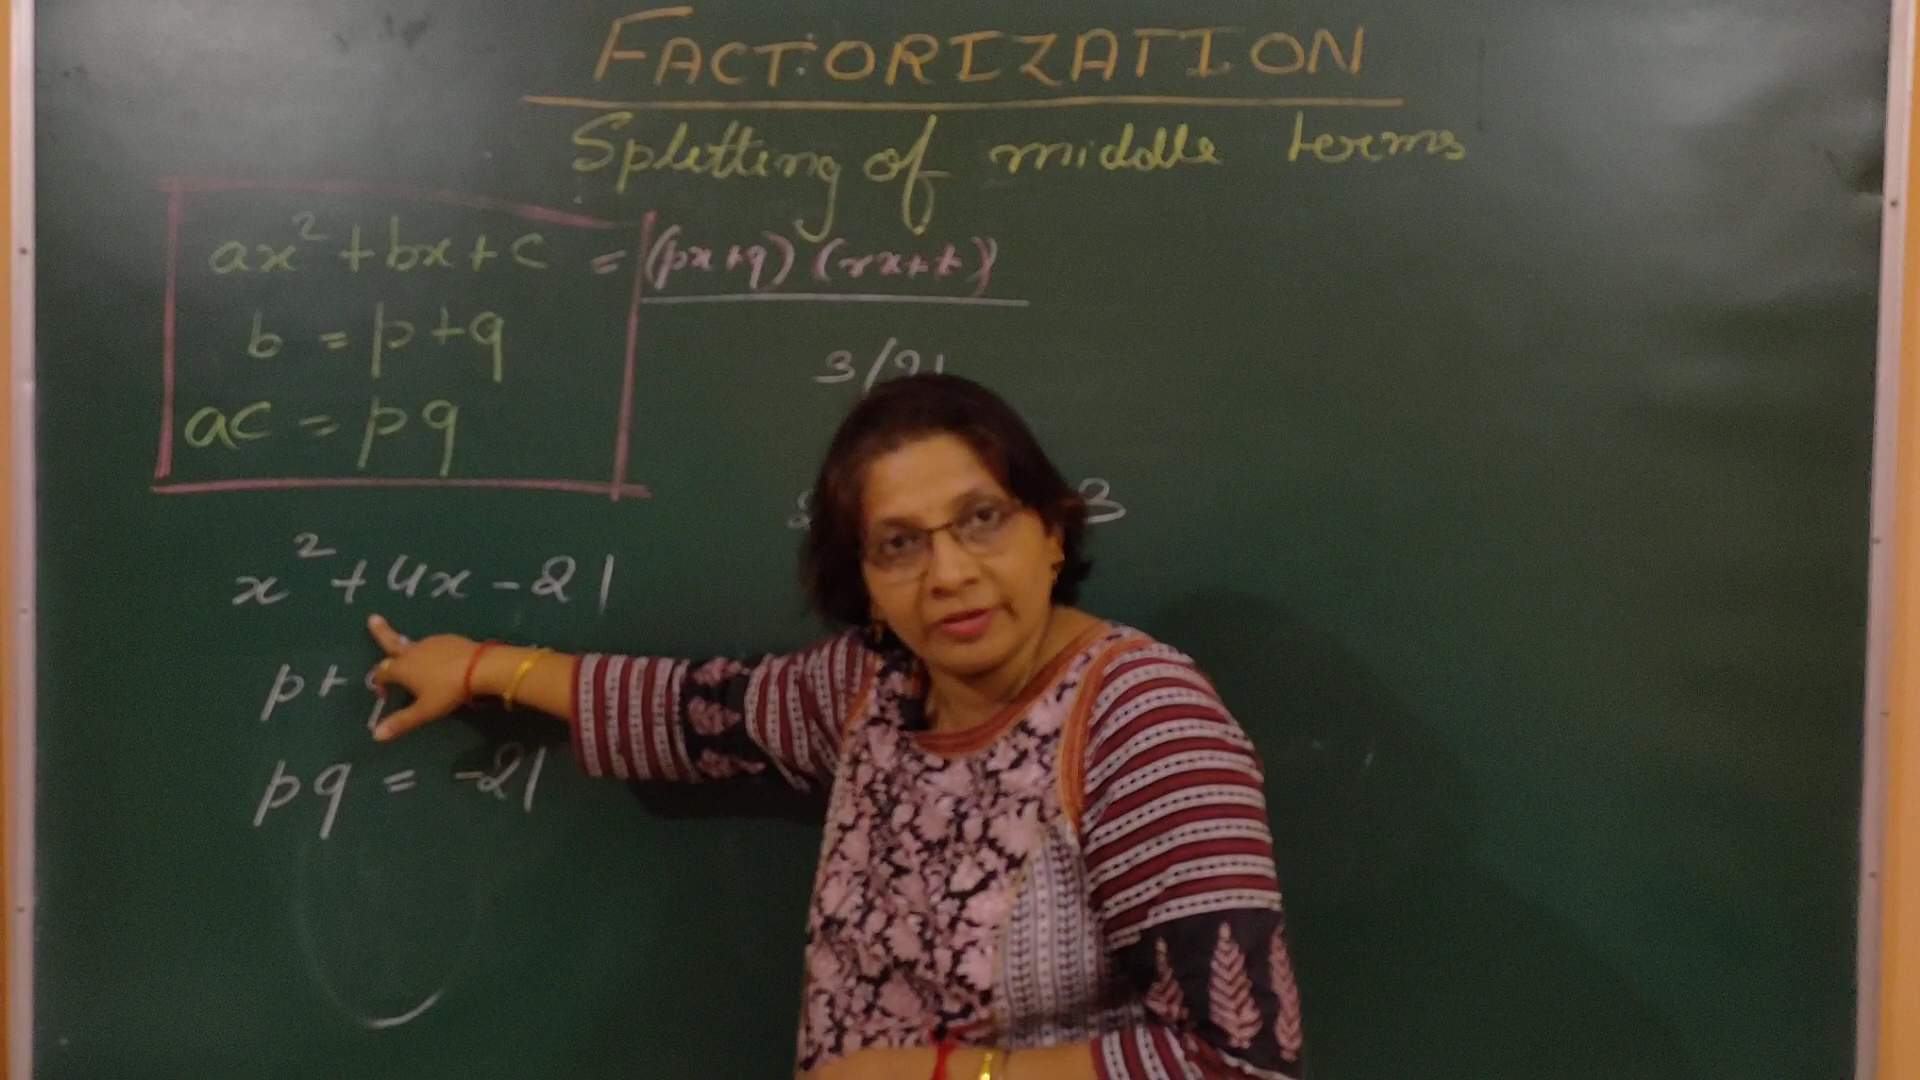 FACTORIZATION
Splitting of middle terms
ax² + bx + c = (px+q) (rx+t)
b = p + q
ac = pq
3/21
3
x² + 4x - 21
p +
pq = -21